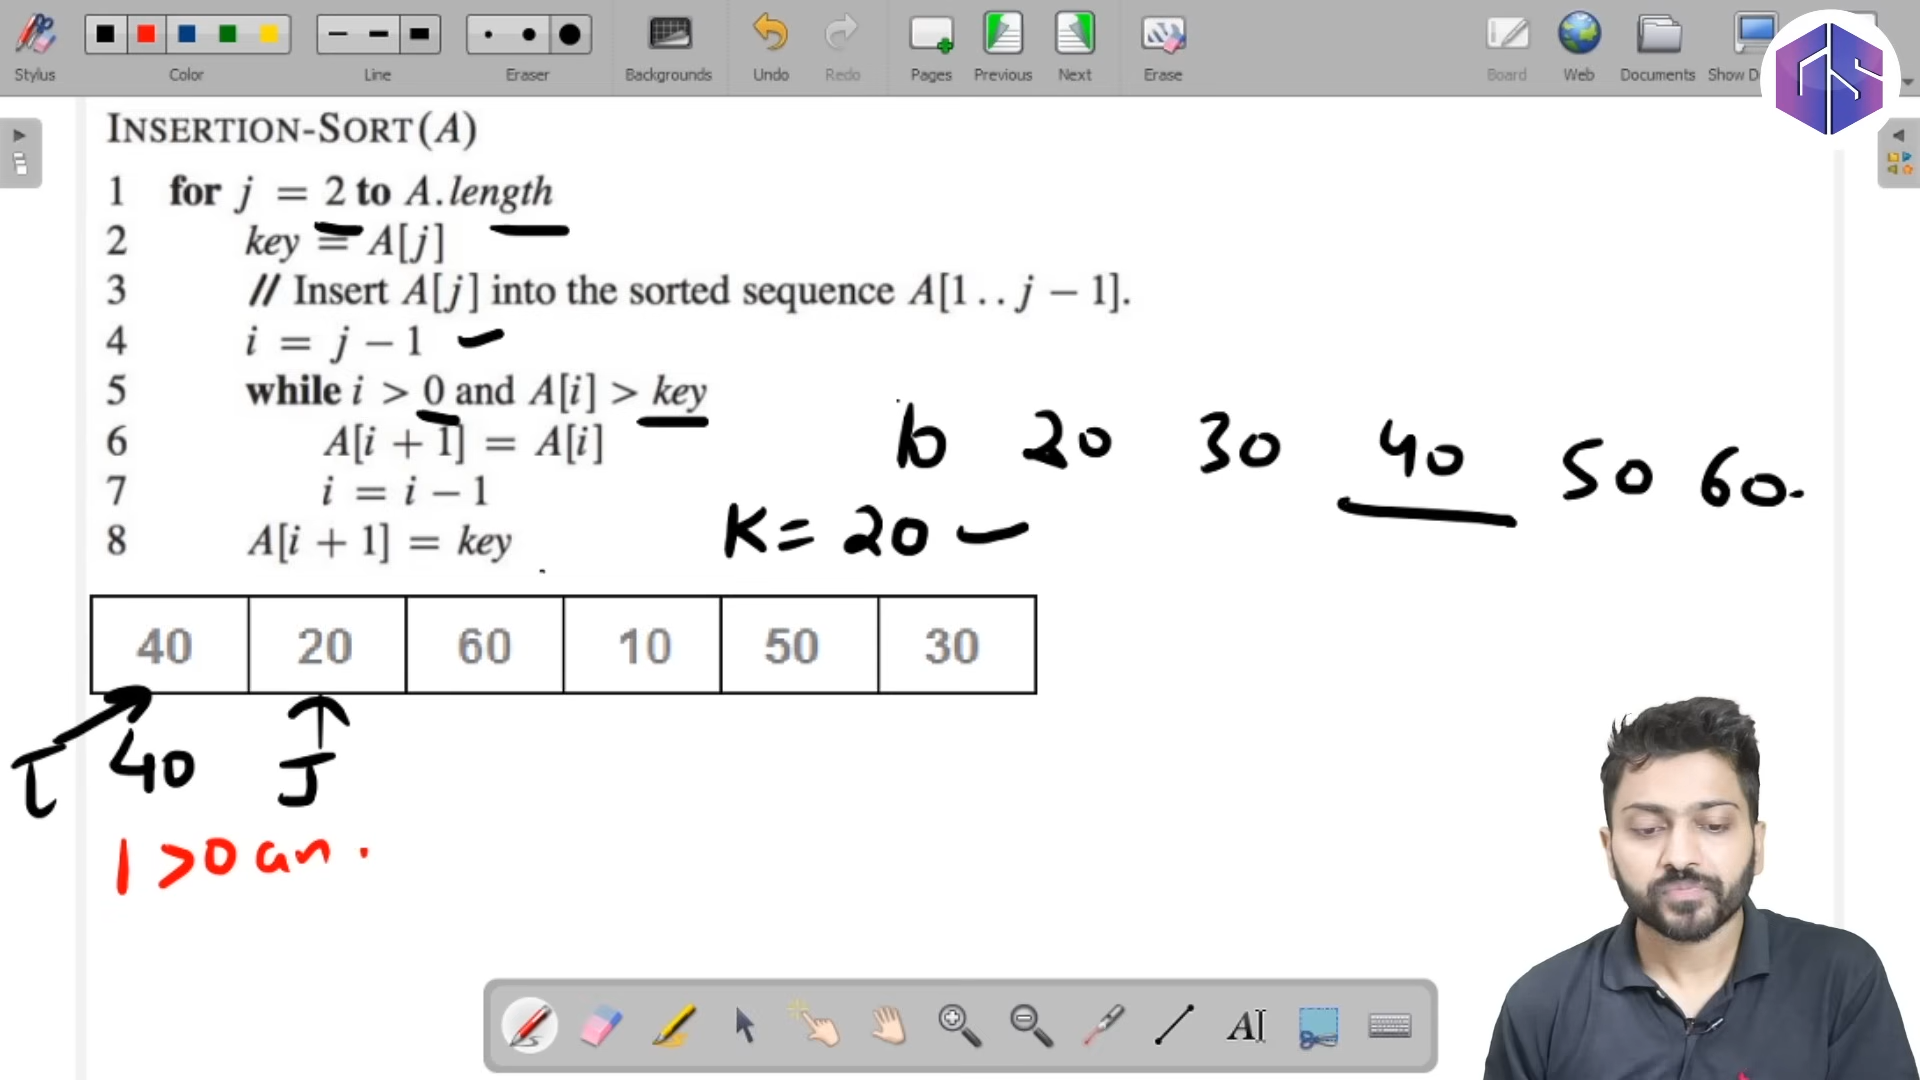 Stylus
Color
Line
Eraser
Backgrounds
Undo
Redo
Pages
Previous
Next
Erase
Board
Web
Documents
Show D
INSERTION-SORT(A)
1 for j = 2 to A.length
2 key = A[j]
3 // Insert A[j] into the sorted sequence A[1 . . j − 1].
4 i = j − 1
5 while i > 0 and A[i] > key
6 A[i + 1] = A[i]
7 i = i − 1
8 A[i + 1] = key
10 20 30 40 50 60
K = 20
40 20 60 10 50 30
I 40 J
1 > 0 an